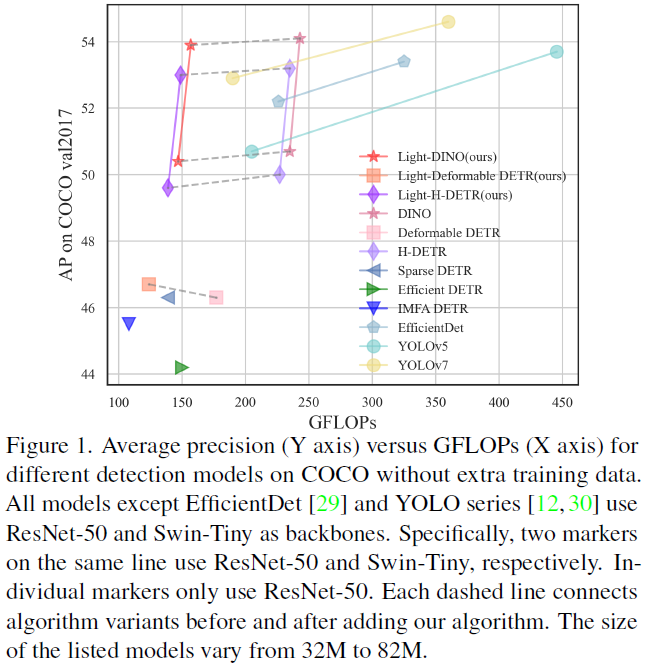 54
52
50
48
46
44
AP on COCO val2017
Light-DINO(ours)
Light-Deformable DETR(ours)
Light-H-DETR(ours)
DINO
Deformable DETR
H-DETR
Sparse DETR
Efficient DETR
IMFA DETR
EfficientDet
YOLOv5
YOLOv7
100 150 200 250 300 350 400 450
GFLOPs
Figure 1. Average precision (Y axis) versus GFLOPs (X axis) for
different detection models on COCO without extra training data.
All models except EfficientDet [29] and YOLO series [12, 30] use
ResNet-50 and Swin-Tiny as backbones. Specifically, two markers
on the same line use ResNet-50 and Swin-Tiny, respectively. In-
dividual markers only use ResNet-50. Each dashed line connects
algorithm variants before and after adding our algorithm. The size
of the listed models vary from 32M to 82M.